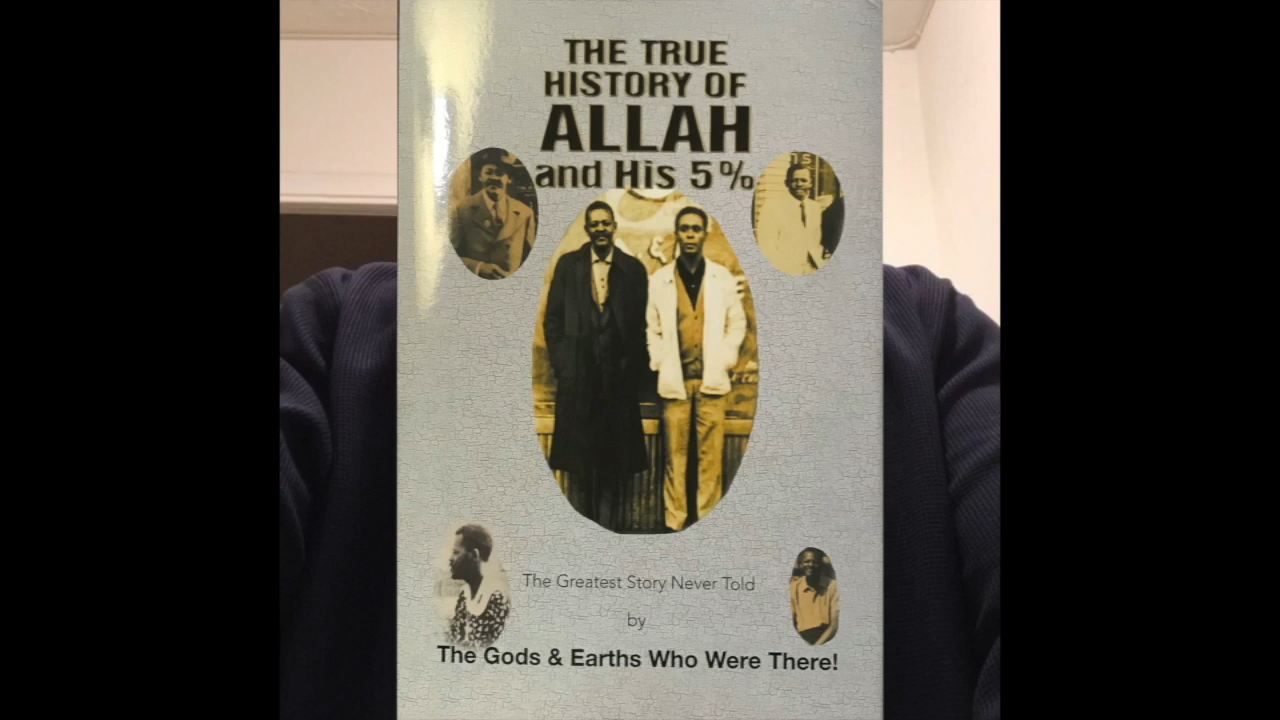 THE TRUE
HISTORY OF
ALLAH
and His 5%
The Greatest Story Never Told
by
The Gods & Earths Who Were There!